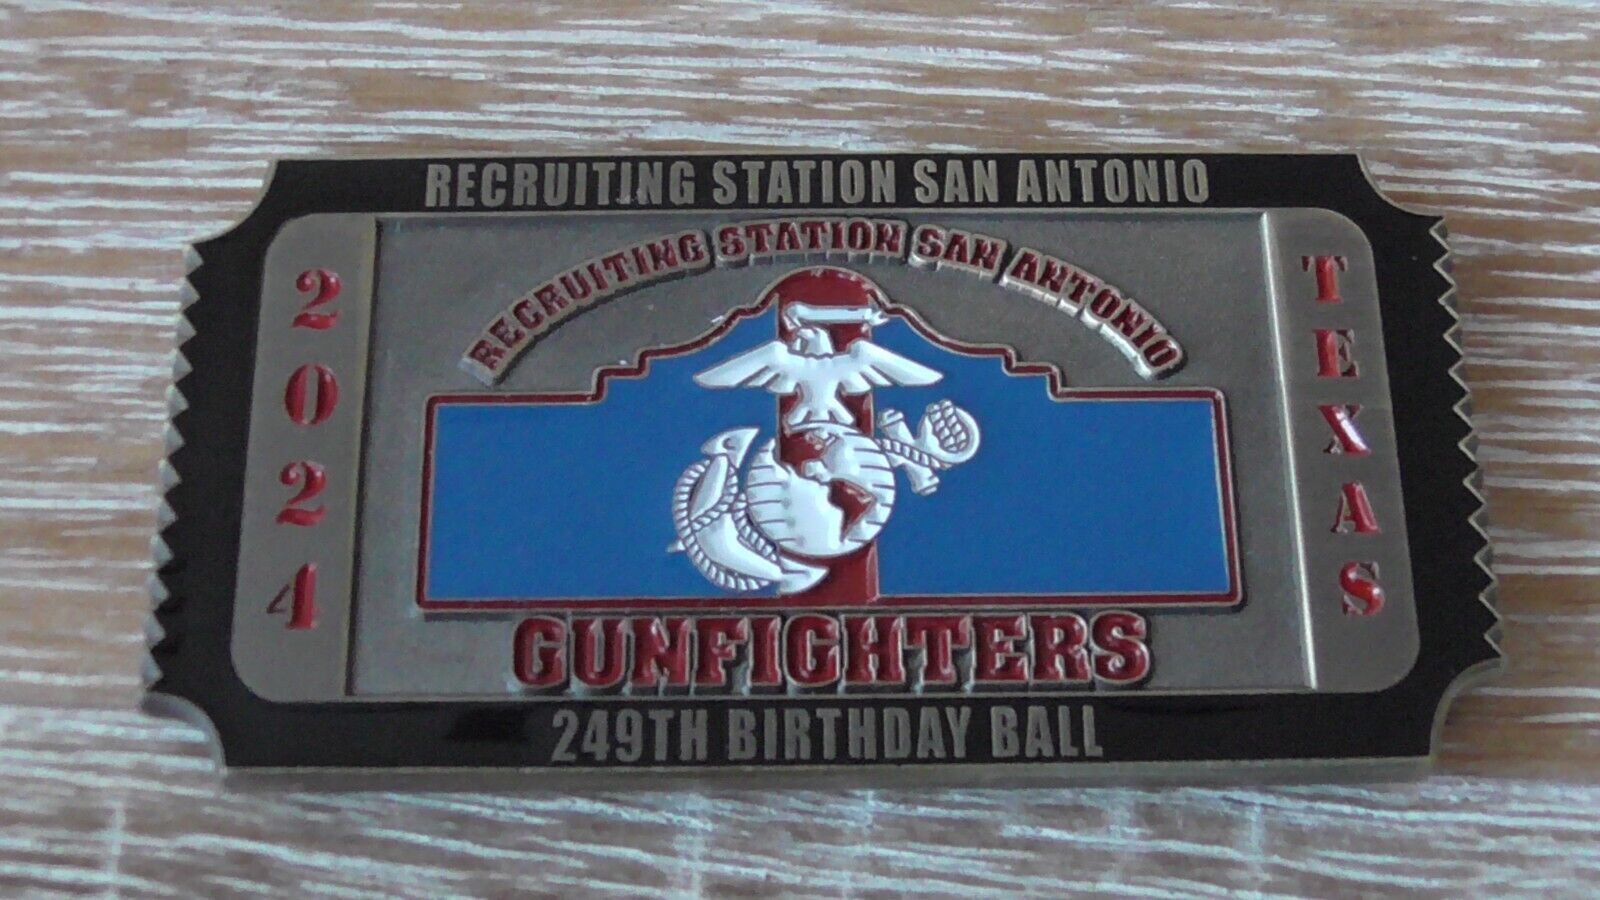 RECRUITING STATION SAN ANTONIO
RECRUITING STATION SAN ANTONIO
2024
TEXAS
GUNFIGHTERS
249TH BIRTHDAY BALL